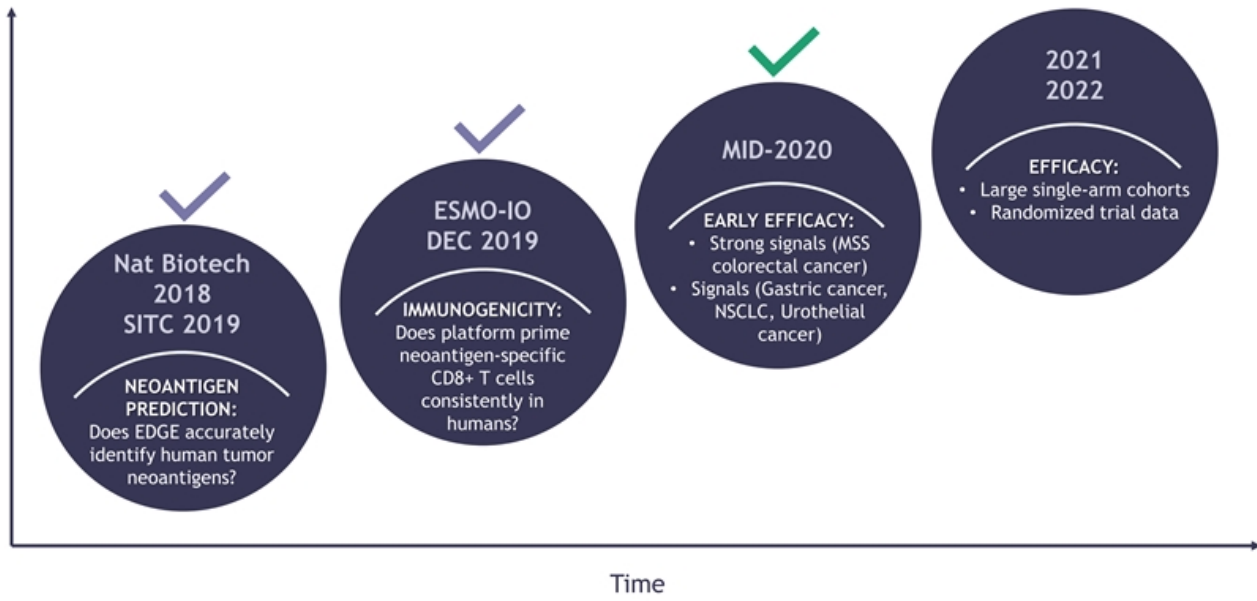 Nat Biotech
2018
SITC 2019
NEOANTIGEN
PREDICTION:
Does EDGE accurately
identify human tumor
neoantigens?
ESMO-IO
DEC 2019
IMMUNOGENICITY:
Does platform prime
neoantigen-specific
CD8+ T cells
consistently in
humans?
MID-2020
EARLY EFFICACY:
• Strong signals (MSS
colorectal cancer)
• Signals (Gastric cancer,
NSCLC, Urothelial
cancer)
2021
2022
EFFICACY:
• Large single-arm cohorts
• Randomized trial data
Time